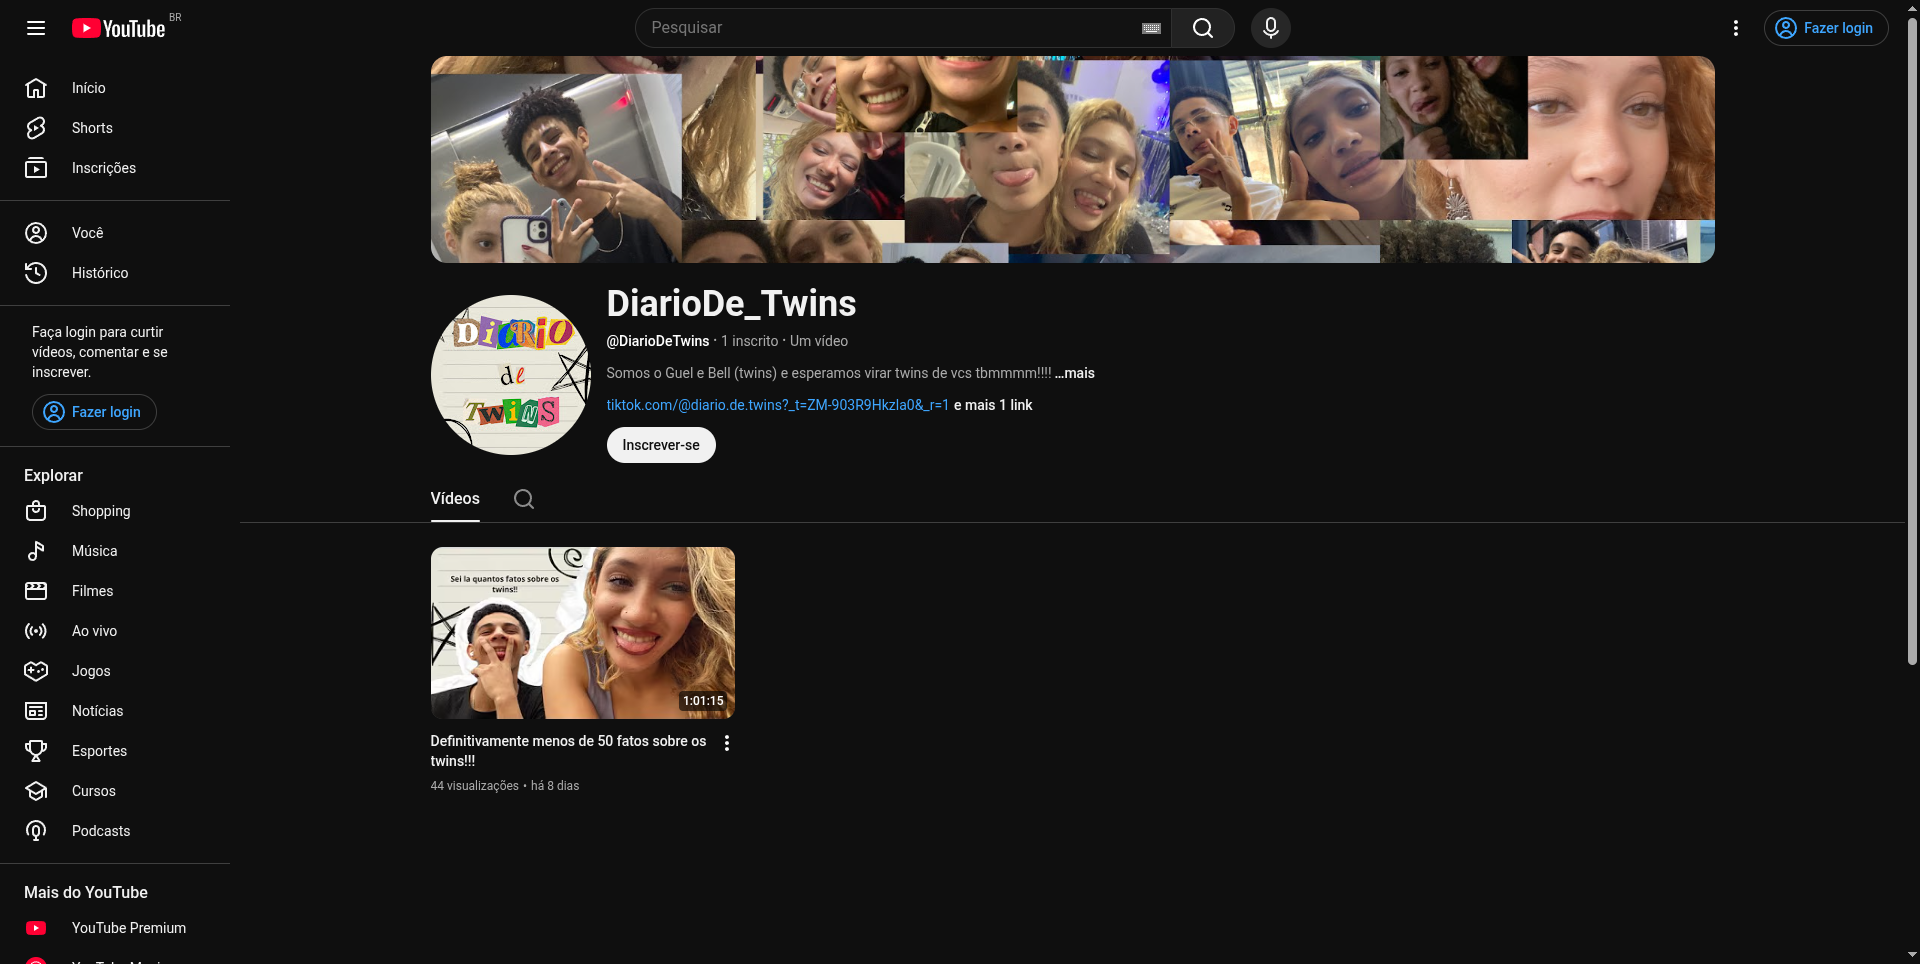 YouTube BR
Pesquisar
Fazer login
Início
Shorts
Inscrições
Você
Histórico
Faça login para curtir
vídeos, comentar e se
inscrever.
Fazer login
Explorar
Shopping
Música
Filmes
Ao vivo
Jogos
Notícias
Esportes
Cursos
Podcasts
Mais do YouTube
YouTube Premium
DiARiO
de
TWiNS
DiarioDe_Twins
@DiarioDeTwins • 1 inscrito • Um vídeo
Somos o Guel e Bell (twins) e esperamos virar twins de vcs tbmmmm!!!! ...mais
tiktok.com/@diario.de.twins?_t=ZM-903R9Hkzla0&_r=1 e mais 1 link
Inscrever-se
Vídeos
Sei la quantos fatos sobre os
twins!!
1:01:15
Definitivamente menos de 50 fatos sobre os
twins!!!
44 visualizações • há 8 dias